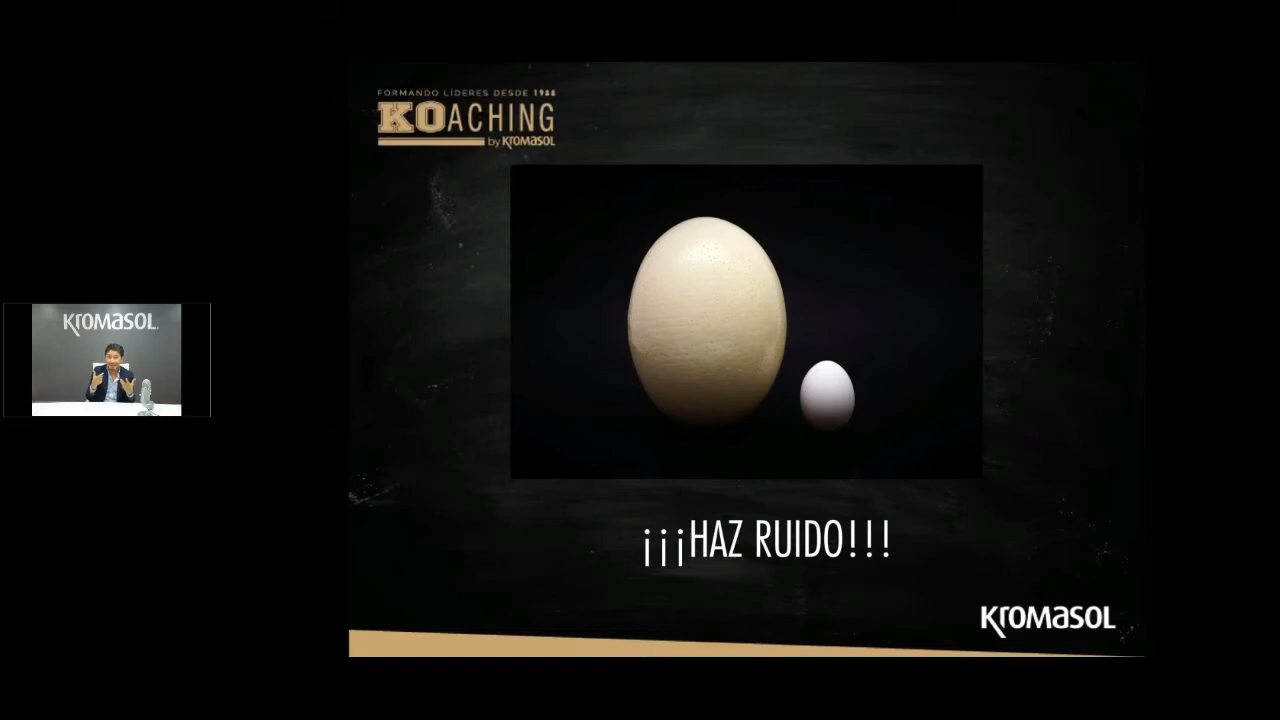 FORMANDO LÍDERES DESDE 1988
KOACHING
by KROMASOL
KROMASOL
¡¡¡HAZ RUIDO!!!
KROMASOL